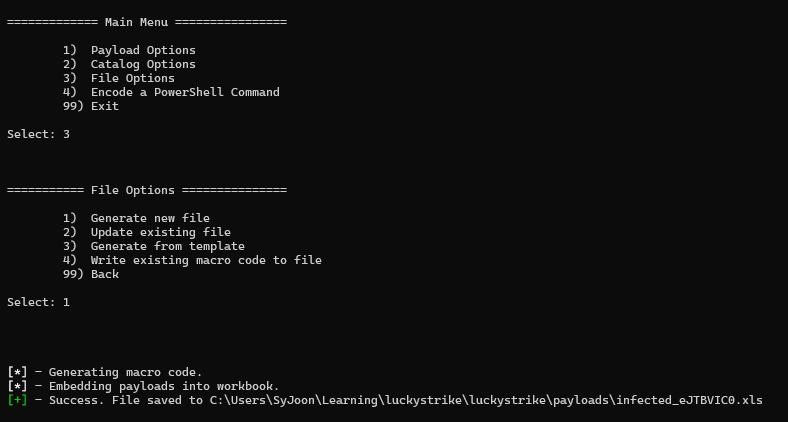 ============= Main Menu ================
1) Payload Options
2) Catalog Options
3) File Options
4) Encode a PowerShell Command
99) Exit
Select: 3
=========== File Options ===============
1) Generate new file
2) Update existing file
3) Generate from template
4) Write existing macro code to file
99) Back
Select: 1
[*] - Generating macro code.
[*] - Embedding payloads into workbook.
[+] - Success. File saved to C:\Users\SyJoon\Learning\luckystrike\luckystrike\payloads\infected_eJTBVIC0.xls